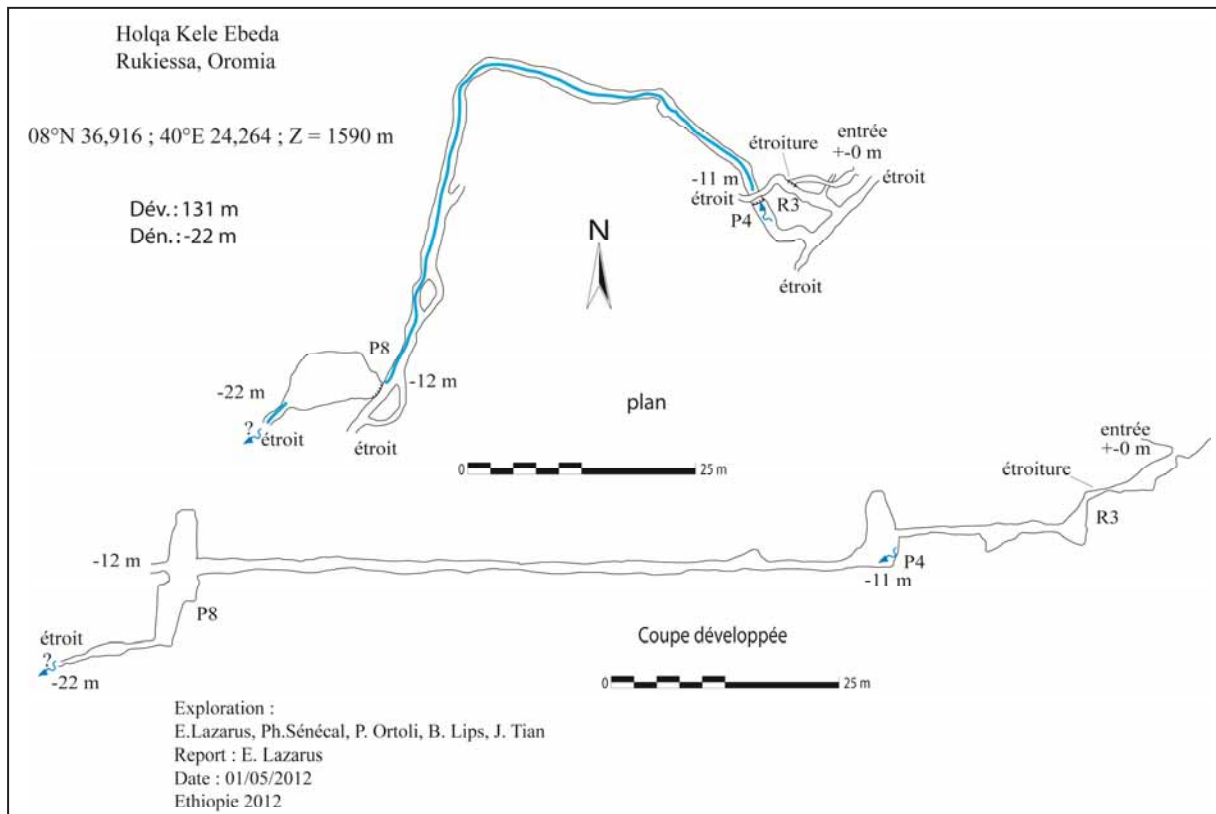 Holqa Kele Ebeda
Rukiessa, Oromia
08°N 36,916 ; 40°E 24,264 ; Z = 1590 m
Dév.: 131 m
Dén.: -22 m
entrée
+-0 m
étroiture
étroit
-11 m
étroit
R3
P4
étroit
N
P8
-12 m
-22 m
?
étroit
étroit
plan
0 25 m
entrée
+-0 m
étroiture
R3
P4
-11 m
-12 m
P8
étroit
?
-22 m
Coupe développée
0 25 m
Exploration :
E.Lazarus, Ph.Sénécal, P. Ortoli, B. Lips, J. Tian
Report : E. Lazarus
Date : 01/05/2012
Ethiopie 2012